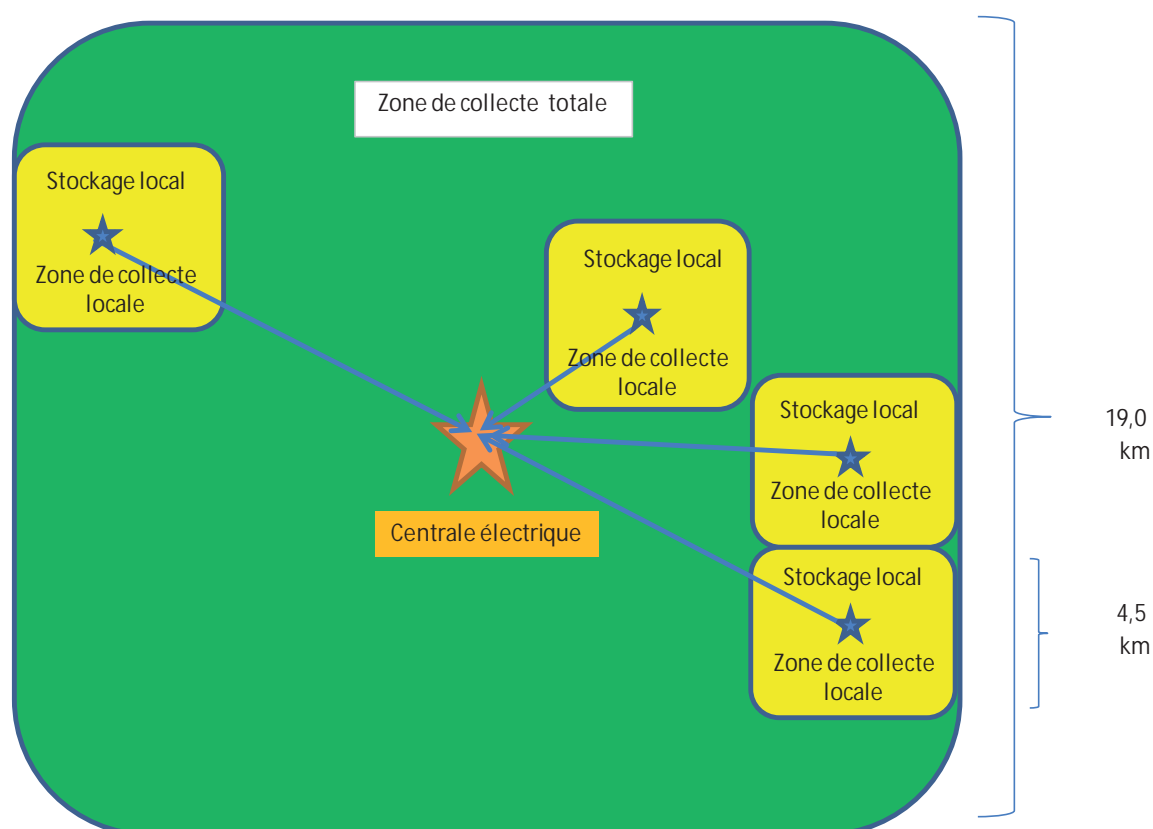 Zone de collecte totale
Stockage local
Zone de collecte
locale
Stockage local
Zone de collecte
locale
Stockage local
Zone de collecte
locale
19,0
km
Centrale électrique
Stockage local
Zone de collecte
locale
4,5
km